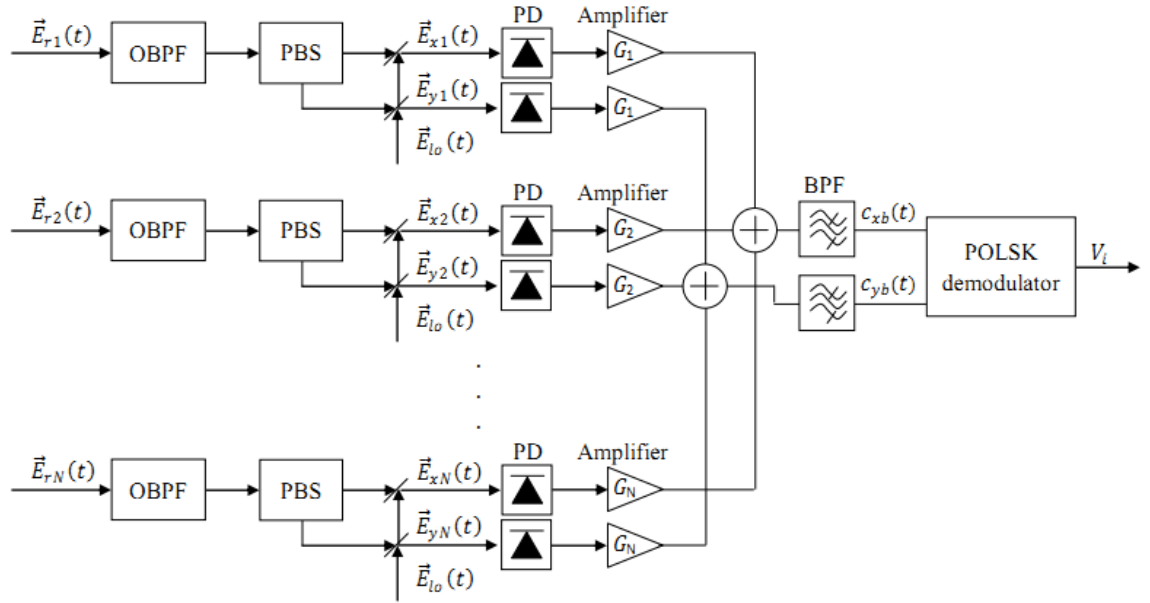 PD Amplifier
E⃗r1(t) OBPF PBS E⃗x1(t) G1
E⃗y1(t) G1
E⃗lo(t)
PD Amplifier BPF
E⃗r2(t) OBPF PBS E⃗x2(t) G2 + cxb(t)
E⃗y2(t) G2 + cyb(t)
E⃗lo(t)
POLSK
demodulator
Vi
.
.
.
PD Amplifier
E⃗rN(t) OBPF PBS E⃗xN(t) GN
E⃗yN(t) GN
E⃗lo(t)